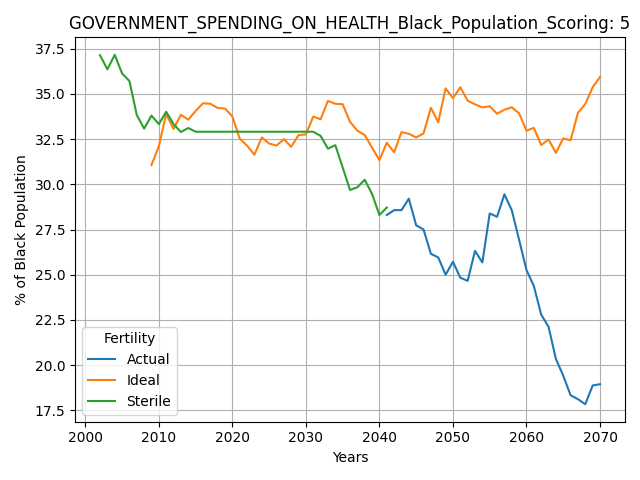 GOVERNMENT_SPENDING_ON_HEALTH_Black_Population_Scoring: 5
% of Black Population
37.5
35.0
32.5
30.0
27.5
25.0
22.5
20.0
17.5
Fertility
Actual
Ideal
Sterile
2000 2010 2020 2030 2040 2050 2060 2070
Years